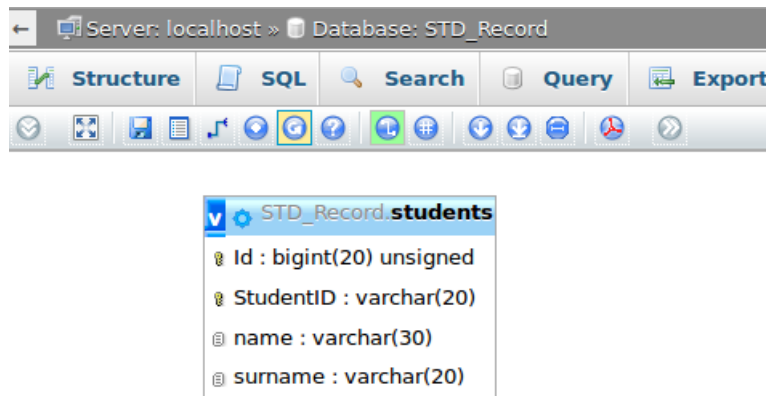 ← Server: localhost » Database: STD_Record
Structure SQL Search Query Export
G ? #
v STD_Record.students
Id : bigint(20) unsigned
StudentID : varchar(20)
name : varchar(30)
surname : varchar(20)